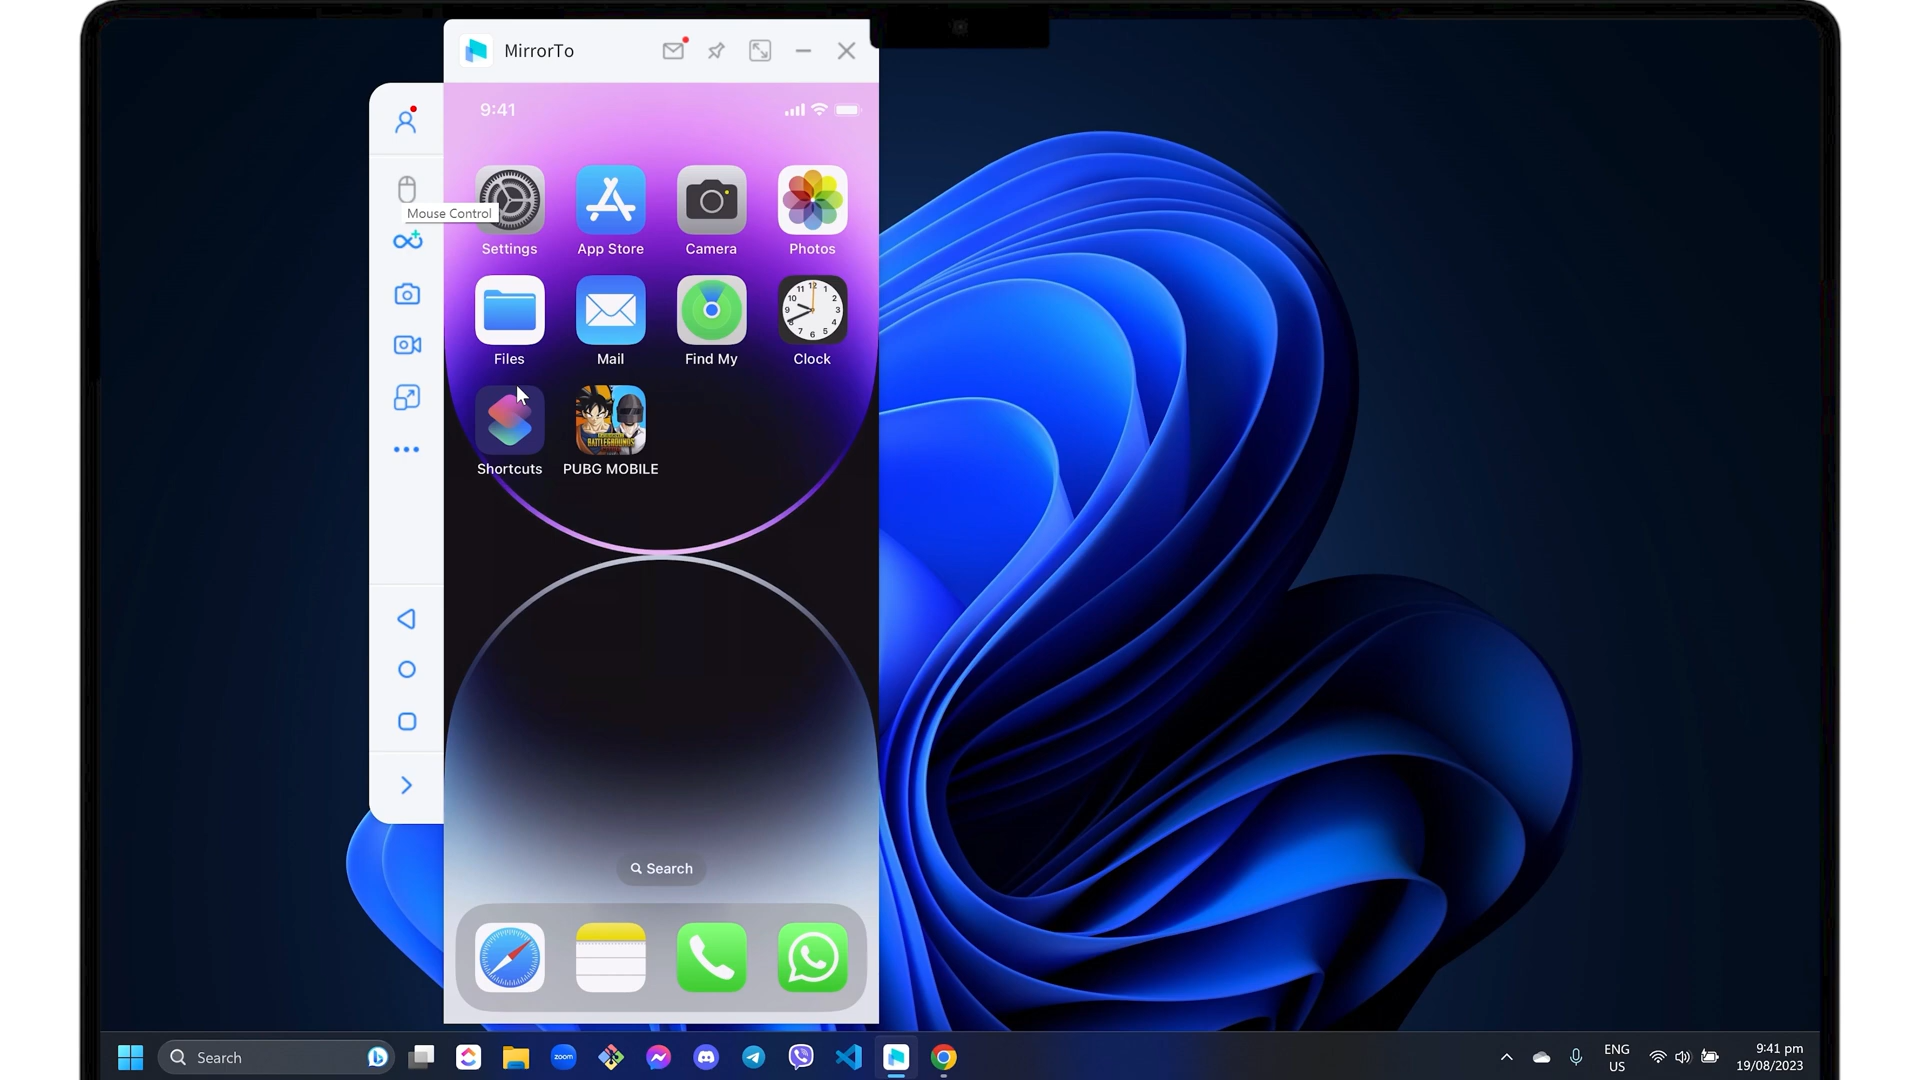 MirrorTo
9:41
Mouse Control
Settings
App Store
Camera
Photos
Files
Mail
Find My
Clock
Shortcuts
PUBG MOBILE
Search
Search
zoom
ENG
US
9:41 pm
19/08/2023